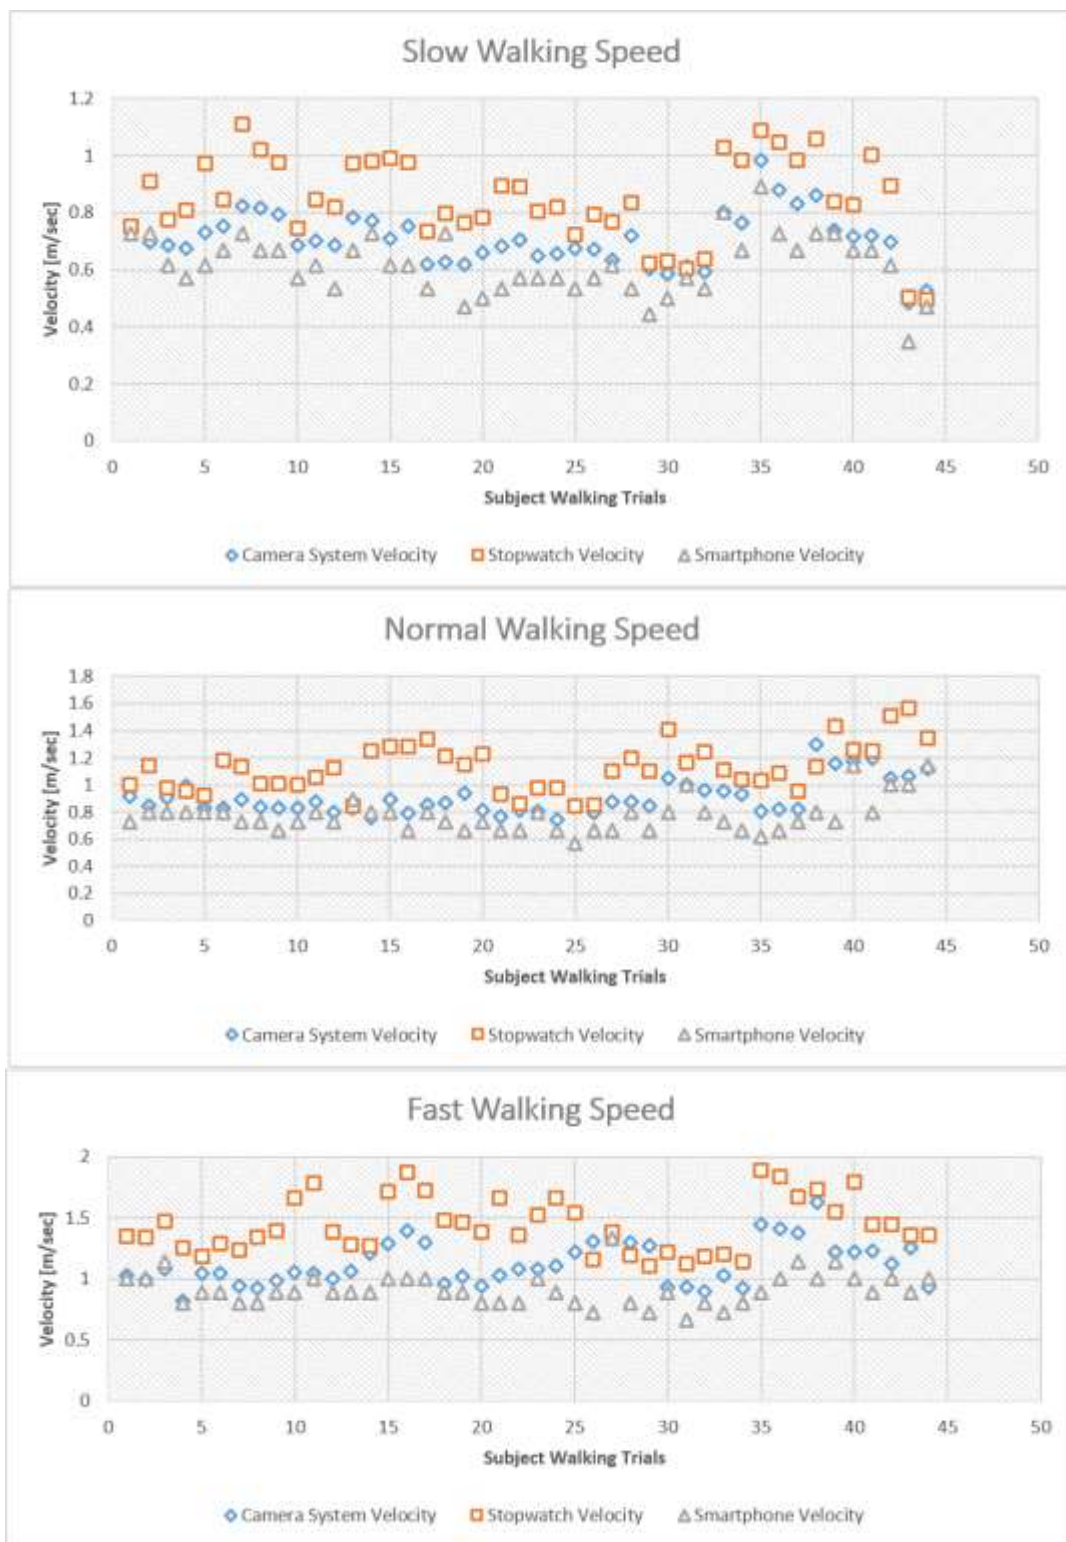 Slow Walking Speed
1.2
1
0.8
0.6
0.4
0.2
0
Velocity [m/sec]
0 5 10 15 20 25 30 35 40 45 50
Subject Walking Trials
Camera System Velocity Stopwatch Velocity Smartphone Velocity
Normal Walking Speed
1.8
1.6
1.4
1.2
1
0.8
0.6
0.4
0.2
0
Velocity [m/sec]
0 5 10 15 20 25 30 35 40 45 50
Subject Walking Trials
Camera System Velocity Stopwatch Velocity Smartphone Velocity
Fast Walking Speed
2
1.5
1
0.5
0
Velocity [m/sec]
0 5 10 15 20 25 30 35 40 45 50
Subject Walking Trials
Camera System Velocity Stopwatch Velocity Smartphone Velocity